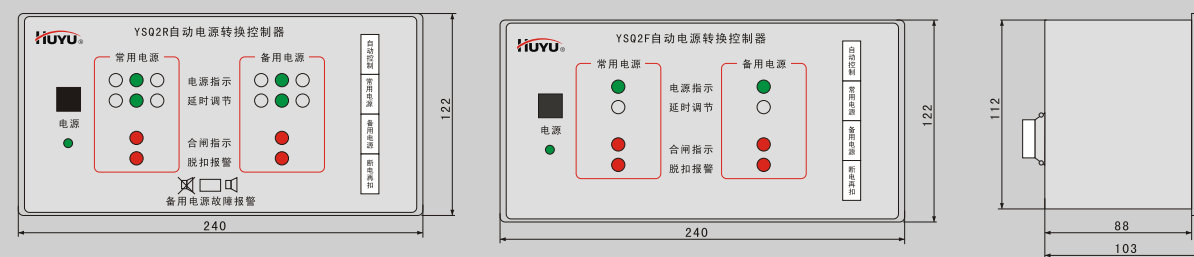 HUYU®
YSQ2R自动电源转换控制器
常用电源
备用电源
电源指示
延时调节
合闸指示
脱扣报警
电源
备用电源故障报警
自动控制
常用电源
备用电源
断电再扣
122
240
HUYU®
YSQ2F自动电源转换控制器
常用电源
备用电源
电源指示
延时调节
合闸指示
脱扣报警
电源
自动控制
常用电源
备用电源
断电再扣
122
240
112
88
103